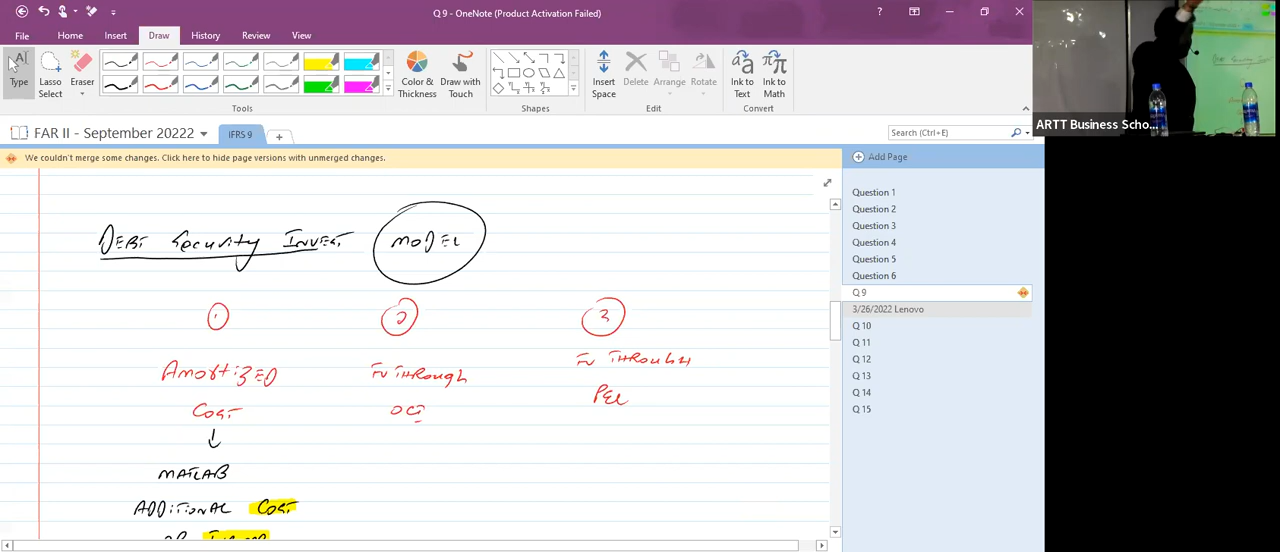 Q 9 - OneNote (Product Activation Failed)
?
File
Home
Insert
Draw
History
Review
View
Type
Lasso Select
Eraser
Color & Thickness
Draw with Touch
Insert Space
Delete
Arrange
Rotate
Ink to Text
Ink to Math
Tools
Shapes
Edit
Convert
FAR II - September 20222
IFRS 9
Search (Ctrl+E)
We couldn't merge some changes. Click here to hide page versions with unmerged changes.
ARTT Business Scho...
Add Page
Question 1
Question 2
Question 3
Question 4
Question 5
Question 6
Q 9
3/26/2022 Lenovo
Q 10
Q 11
Q 12
Q 13
Q 14
Q 15
DEBT Security INVEST MODEL
1 2 3
AmortizED COST
FV THROUGH OCI
FV THROUGH P&L
↓
MATLAB
ADDITIONAL COST